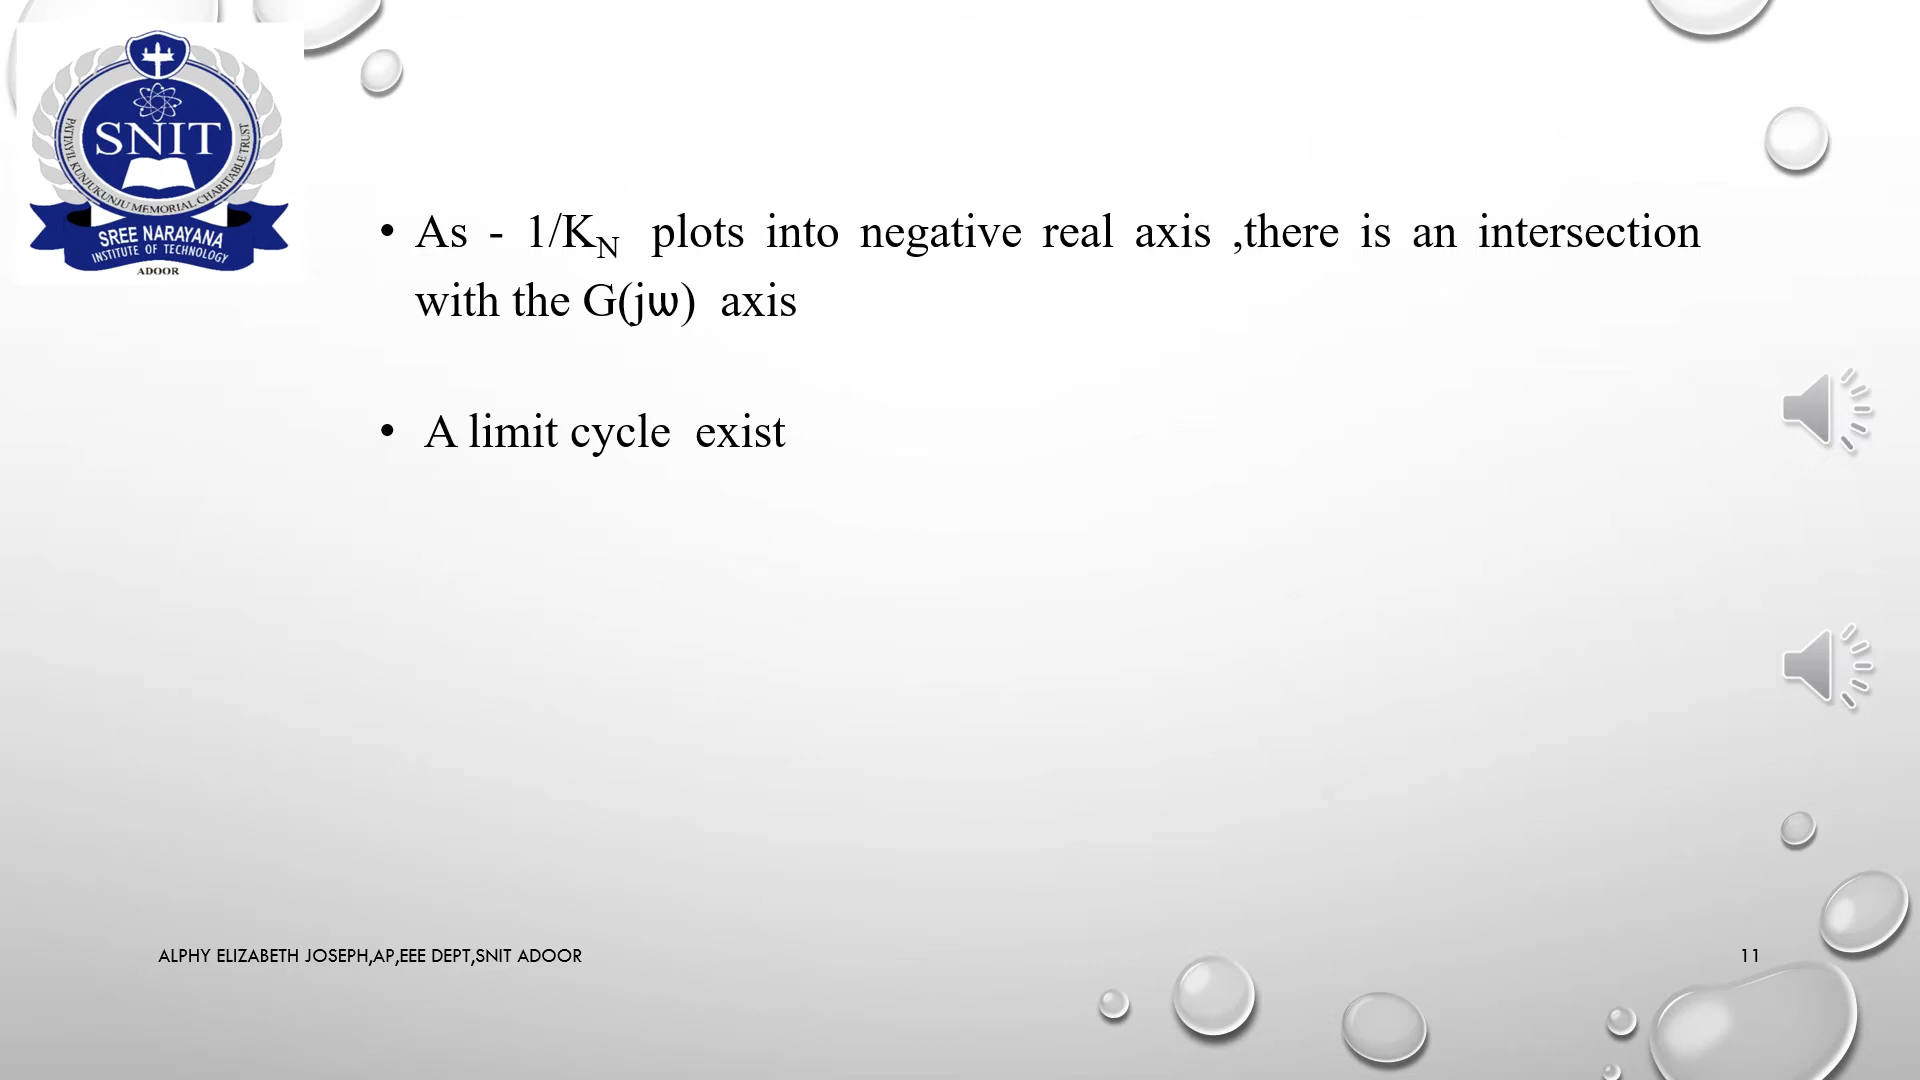 PATTAYIL KUNJUKUNJU MEMORIAL CHARITABLE TRUST
SNIT
SREE NARAYANA
INSTITUTE OF TECHNOLOGY
ADOOR
• As - 1/KN plots into negative real axis ,there is an intersection
with the G(jω) axis
• A limit cycle exist
ALPHY ELIZABETH JOSEPH,AP,EEE DEPT,SNIT ADOOR
11